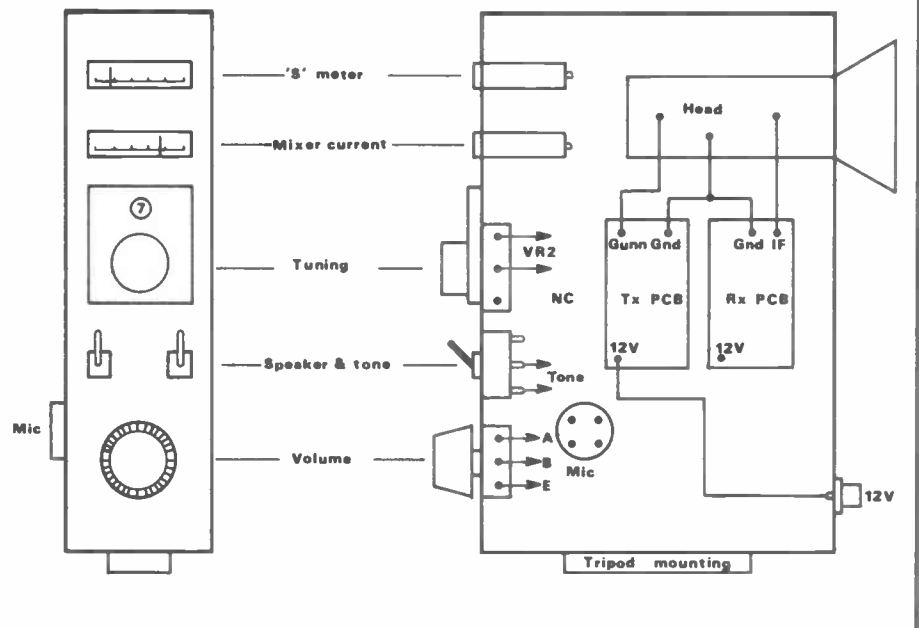 'S' meter
Head
Mixer current
7
Gunn Gnd
Gnd IF
VR2
Tuning
NC
Tx PCB
Rx PCB
12V
12V
Speaker & tone
Tone
Mic
A
Volume
B
Mic
E
12V
Tripod mounting